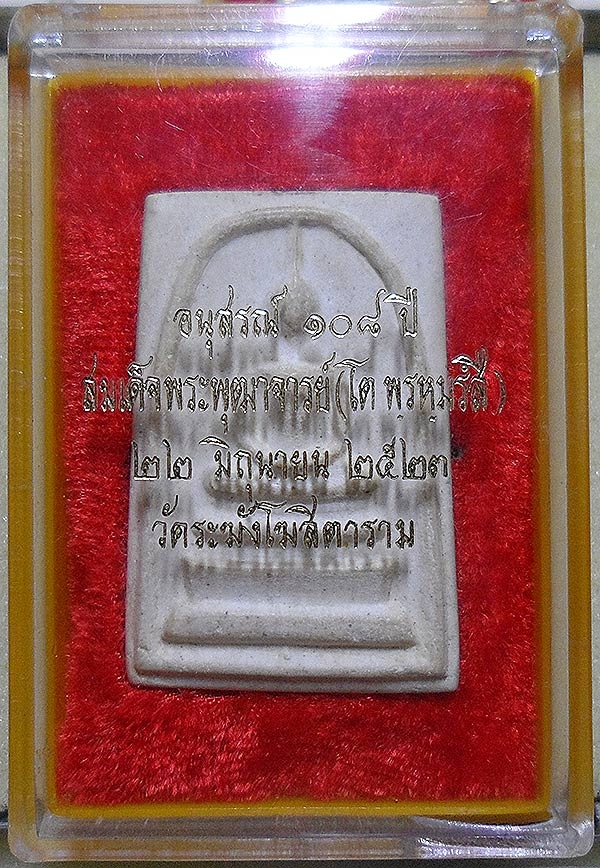 อนุสรณ์ ๑๐๘ ปี
สมเด็จพระพุฒาจารย์(โต พรหมรังสี)
๒๒ มิถุนายน ๒๕๒๓
วัดระฆังโฆสิตาราม